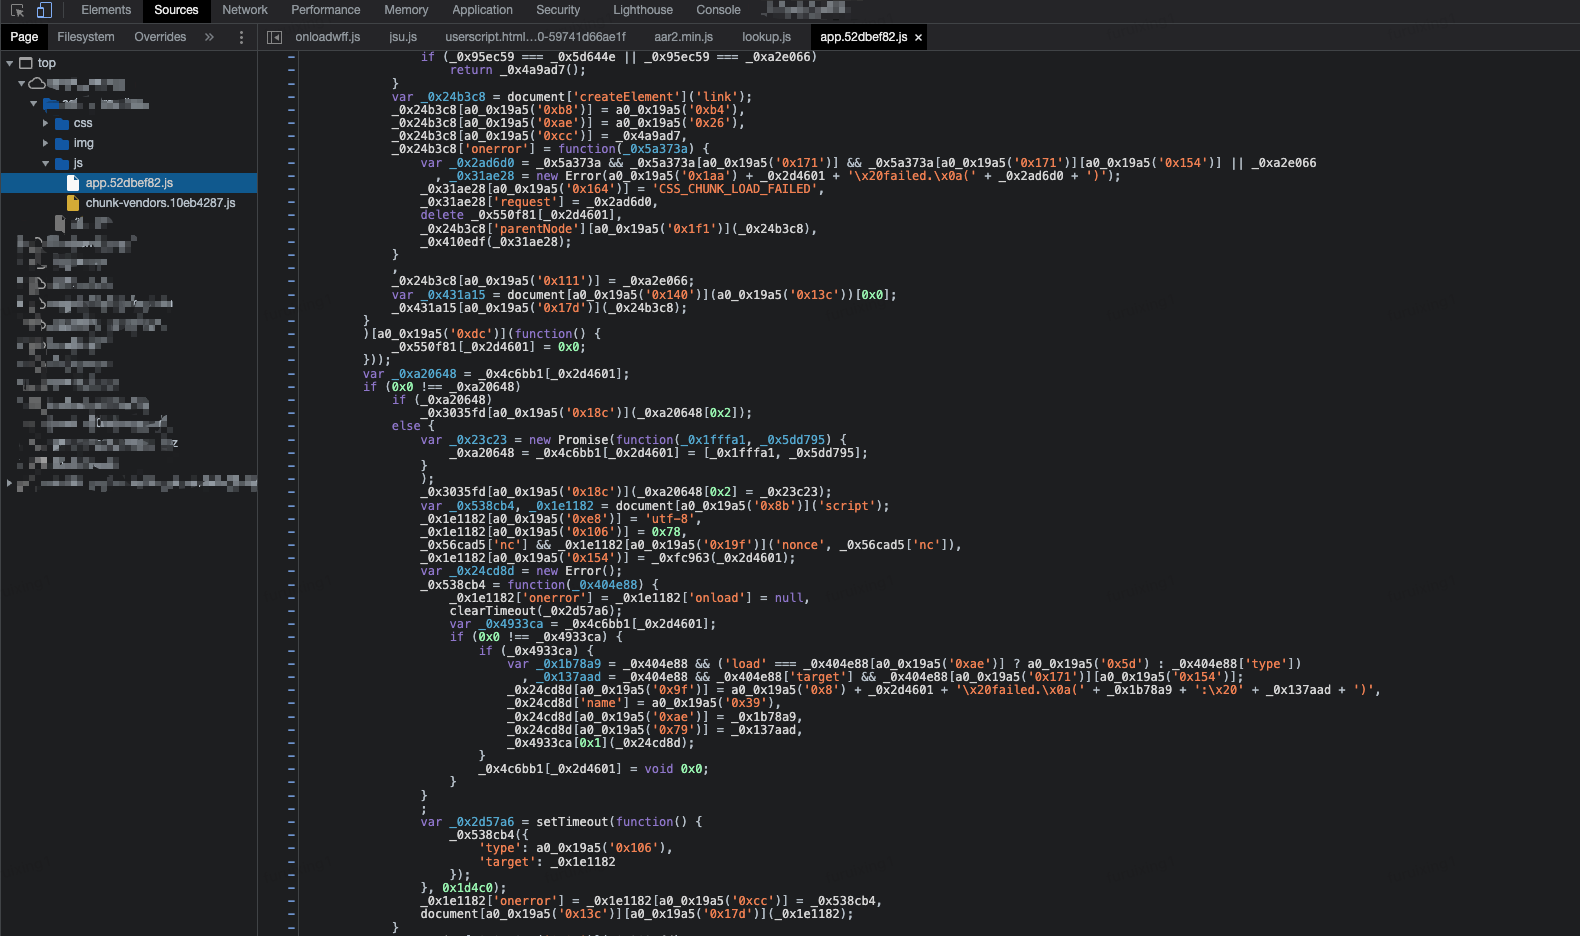 Elements Sources Network Performance Memory Application Security Lighthouse Console
Page Filesystem Overrides » ⋮ onloadwff.js jsu.js userscript.html…0-59741d66ae1f aar2.min.js lookup.js app.52dbef82.js ×
top
css
img
js
app.52dbef82.js
chunk-vendors.10eb4287.js
if (_0x95ec59 === _0x5d644e || _0x95ec59 === _0xa2e066)
return _0x4a9ad7();
}
var _0x24b3c8 = document['createElement']('link');
_0x24b3c8[a0_0x19a5('0xb8')] = a0_0x19a5('0xb4'),
_0x24b3c8[a0_0x19a5('0xae')] = a0_0x19a5('0x26'),
_0x24b3c8[a0_0x19a5('0xcc')] = _0x4a9ad7,
_0x24b3c8['onerror'] = function(_0x5a373a) {
var _0x2ad6d0 = _0x5a373a && _0x5a373a[a0_0x19a5('0x171')] && _0x5a373a[a0_0x19a5('0x171')][a0_0x19a5('0x154')] || _0xa2e066
, _0x31ae28 = new Error(a0_0x19a5('0x1aa') + _0x2d4601 + '\x20failed.\x0a(' + _0x2ad6d0 + ')');
_0x31ae28[a0_0x19a5('0x164')] = 'CSS_CHUNK_LOAD_FAILED',
_0x31ae28['request'] = _0x2ad6d0,
delete _0x550f81[_0x2d4601],
_0x24b3c8['parentNode'][a0_0x19a5('0x1f1')](_0x24b3c8),
_0x410edf(_0x31ae28);
}
,
_0x24b3c8[a0_0x19a5('0x111')] = _0xa2e066;
var _0x431a15 = document[a0_0x19a5('0x140')](a0_0x19a5('0x13c'))[0x0];
_0x431a15[a0_0x19a5('0x17d')](_0x24b3c8);
}
)[a0_0x19a5('0xdc')](function() {
_0x550f81[_0x2d4601] = 0x0;
}));
var _0xa20648 = _0x4c6bb1[_0x2d4601];
if (0x0 !== _0xa20648)
if (_0xa20648)
_0x3035fd[a0_0x19a5('0x18c')](_0xa20648[0x2]);
else {
var _0x23c23 = new Promise(function(_0x1fffa1, _0x5dd795) {
_0xa20648 = _0x4c6bb1[_0x2d4601] = [_0x1fffa1, _0x5dd795];
}
);
_0x3035fd[a0_0x19a5('0x18c')](_0xa20648[0x2] = _0x23c23);
var _0x538cb4, _0x1e1182 = document[a0_0x19a5('0x8b')]('script');
_0x1e1182[a0_0x19a5('0xe8')] = 'utf-8',
_0x1e1182[a0_0x19a5('0x106')] = 0x78,
_0x56cad5['nc'] && _0x1e1182[a0_0x19a5('0x19f')]('nonce', _0x56cad5['nc']),
_0x1e1182[a0_0x19a5('0x154')] = _0xfc963(_0x2d4601);
var _0x24cd8d = new Error();
_0x538cb4 = function(_0x404e88) {
_0x1e1182['onerror'] = _0x1e1182['onload'] = null,
clearTimeout(_0x2d57a6);
var _0x4933ca = _0x4c6bb1[_0x2d4601];
if (0x0 !== _0x4933ca) {
if (_0x4933ca) {
var _0x1b78a9 = _0x404e88 && ('load' === _0x404e88[a0_0x19a5('0xae')] ? a0_0x19a5('0x5d') : _0x404e88['type'])
, _0x137aad = _0x404e88 && _0x404e88['target'] && _0x404e88[a0_0x19a5('0x171')][a0_0x19a5('0x154')];
_0x24cd8d[a0_0x19a5('0x9f')] = a0_0x19a5('0x8') + _0x2d4601 + '\x20failed.\x0a(' + _0x1b78a9 + ':\x20' + _0x137aad + ')',
_0x24cd8d['name'] = a0_0x19a5('0x39'),
_0x24cd8d[a0_0x19a5('0xae')] = _0x1b78a9,
_0x24cd8d[a0_0x19a5('0x79')] = _0x137aad,
_0x4933ca[0x1](_0x24cd8d);
}
_0x4c6bb1[_0x2d4601] = void 0x0;
}
}
;
var _0x2d57a6 = setTimeout(function() {
_0x538cb4({
'type': a0_0x19a5('0x106'),
'target': _0x1e1182
});
}, 0x1d4c0);
_0x1e1182['onerror'] = _0x1e1182[a0_0x19a5('0xcc')] = _0x538cb4,
document[a0_0x19a5('0x13c')][a0_0x19a5('0x17d')](_0x1e1182);
}